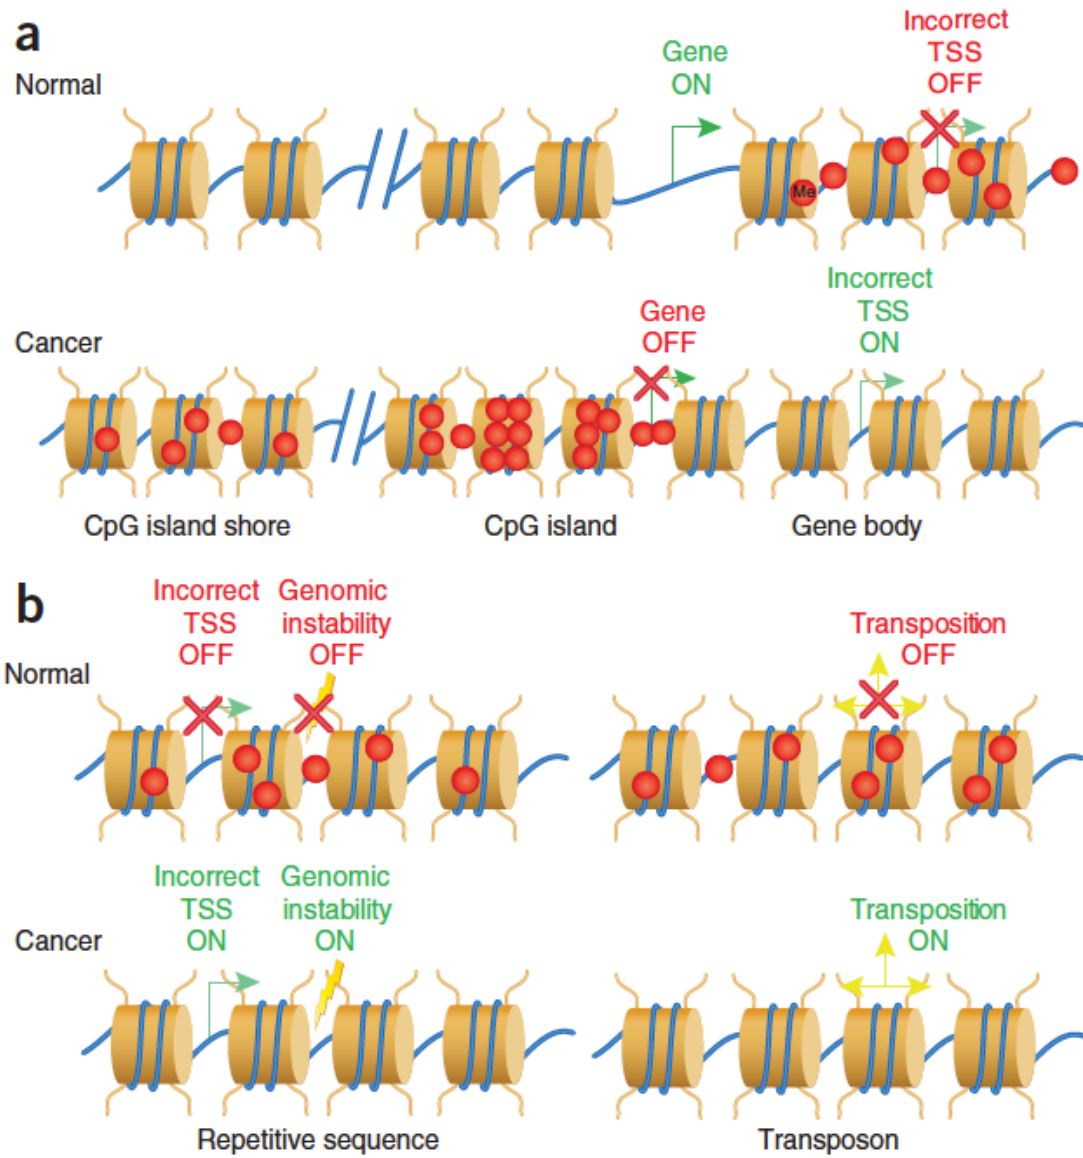 a
Normal
Gene
ON
Incorrect
TSS
OFF
Me
Cancer
Gene
OFF
Incorrect
TSS
ON
CpG island shore
CpG island
Gene body
b
Normal
Incorrect
TSS
OFF
Genomic
instability
OFF
Transposition
OFF
Cancer
Incorrect
TSS
ON
Genomic
instability
ON
Transposition
ON
Repetitive sequence
Transposon